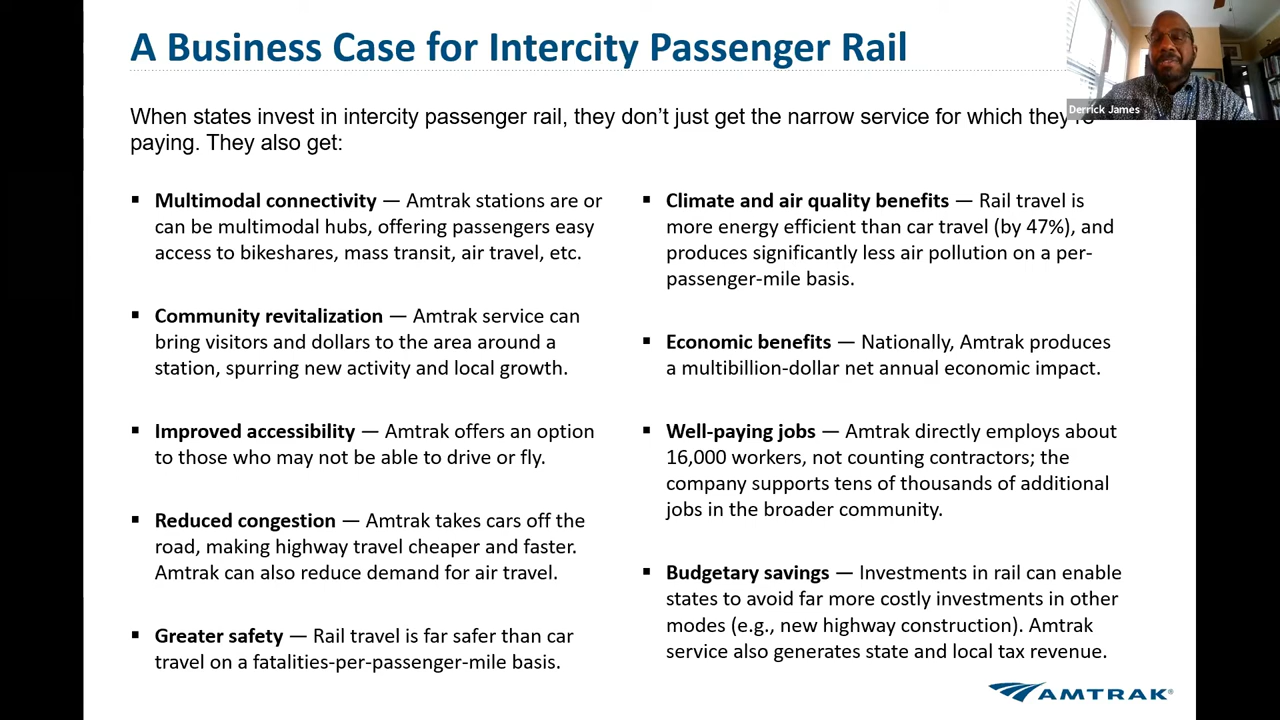 A Business Case for Intercity Passenger Rail
Derrick James
When states invest in intercity passenger rail, they don't just get the narrow service for which they're
paying. They also get:
▪ Multimodal connectivity — Amtrak stations are or
can be multimodal hubs, offering passengers easy
access to bikeshares, mass transit, air travel, etc.
▪ Community revitalization — Amtrak service can
bring visitors and dollars to the area around a
station, spurring new activity and local growth.
▪ Improved accessibility — Amtrak offers an option
to those who may not be able to drive or fly.
▪ Reduced congestion — Amtrak takes cars off the
road, making highway travel cheaper and faster.
Amtrak can also reduce demand for air travel.
▪ Greater safety — Rail travel is far safer than car
travel on a fatalities-per-passenger-mile basis.
▪ Climate and air quality benefits — Rail travel is
more energy efficient than car travel (by 47%), and
produces significantly less air pollution on a per-
passenger-mile basis.
▪ Economic benefits — Nationally, Amtrak produces
a multibillion-dollar net annual economic impact.
▪ Well-paying jobs — Amtrak directly employs about
16,000 workers, not counting contractors; the
company supports tens of thousands of additional
jobs in the broader community.
▪ Budgetary savings — Investments in rail can enable
states to avoid far more costly investments in other
modes (e.g., new highway construction). Amtrak
service also generates state and local tax revenue.
AMTRAK®